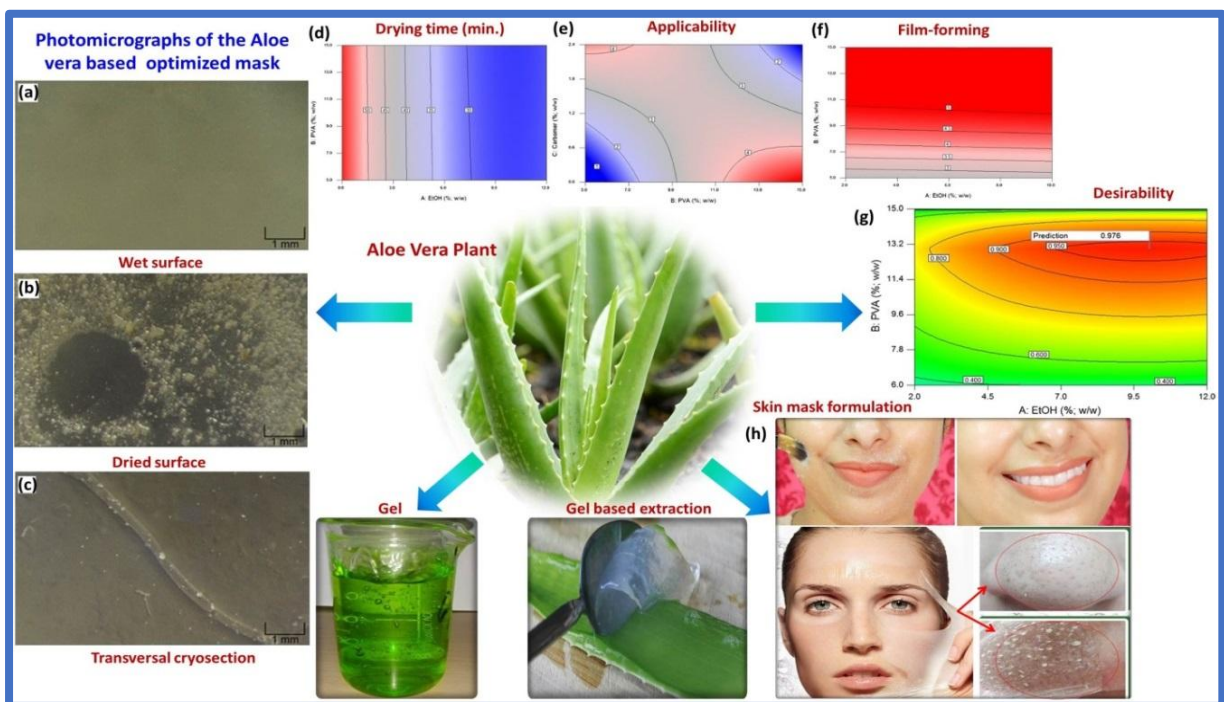 Photomicrographs of the Aloe
vera based optimized mask
(a)
1 mm
Wet surface
(b)
1 mm
Dried surface
(c)
1 mm
Transversal cryosection
(d)
Drying time (min.)
B: PVA (%; w/w)
A: EtOH (%; w/w)
(e)
Applicability
C: Carbomer (%; w/w)
B: PVA (%; w/w)
(f)
Film-forming
B: PVA (%; w/w)
A: EtOH (%; w/w)
Desirability
(g)
15.0
13.2
11.4
9.6
7.8
6.0
B: PVA (%; w/w)
Prediction 0.976
0.800
0.900
0.950
0.600
0.400
0.400
2.0 4.5 7.0 9.5 12.0
A: EtOH (%; w/w)
Aloe Vera Plant
Gel
Gel based extraction
Skin mask formulation
(h)